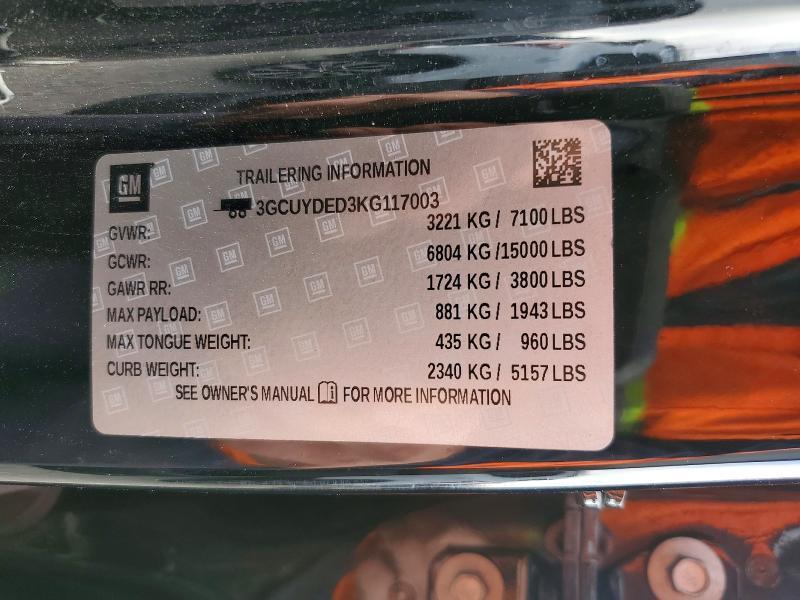 GM
TRAILERING INFORMATION
3GCUYDED3KG117003
GVWR: 3221 KG / 7100 LBS
GCWR: 6804 KG /15000 LBS
GAWR RR: 1724 KG / 3800 LBS
MAX PAYLOAD: 881 KG / 1943 LBS
MAX TONGUE WEIGHT: 435 KG / 960 LBS
CURB WEIGHT: 2340 KG / 5157 LBS
SEE OWNER'S MANUAL FOR MORE INFORMATION